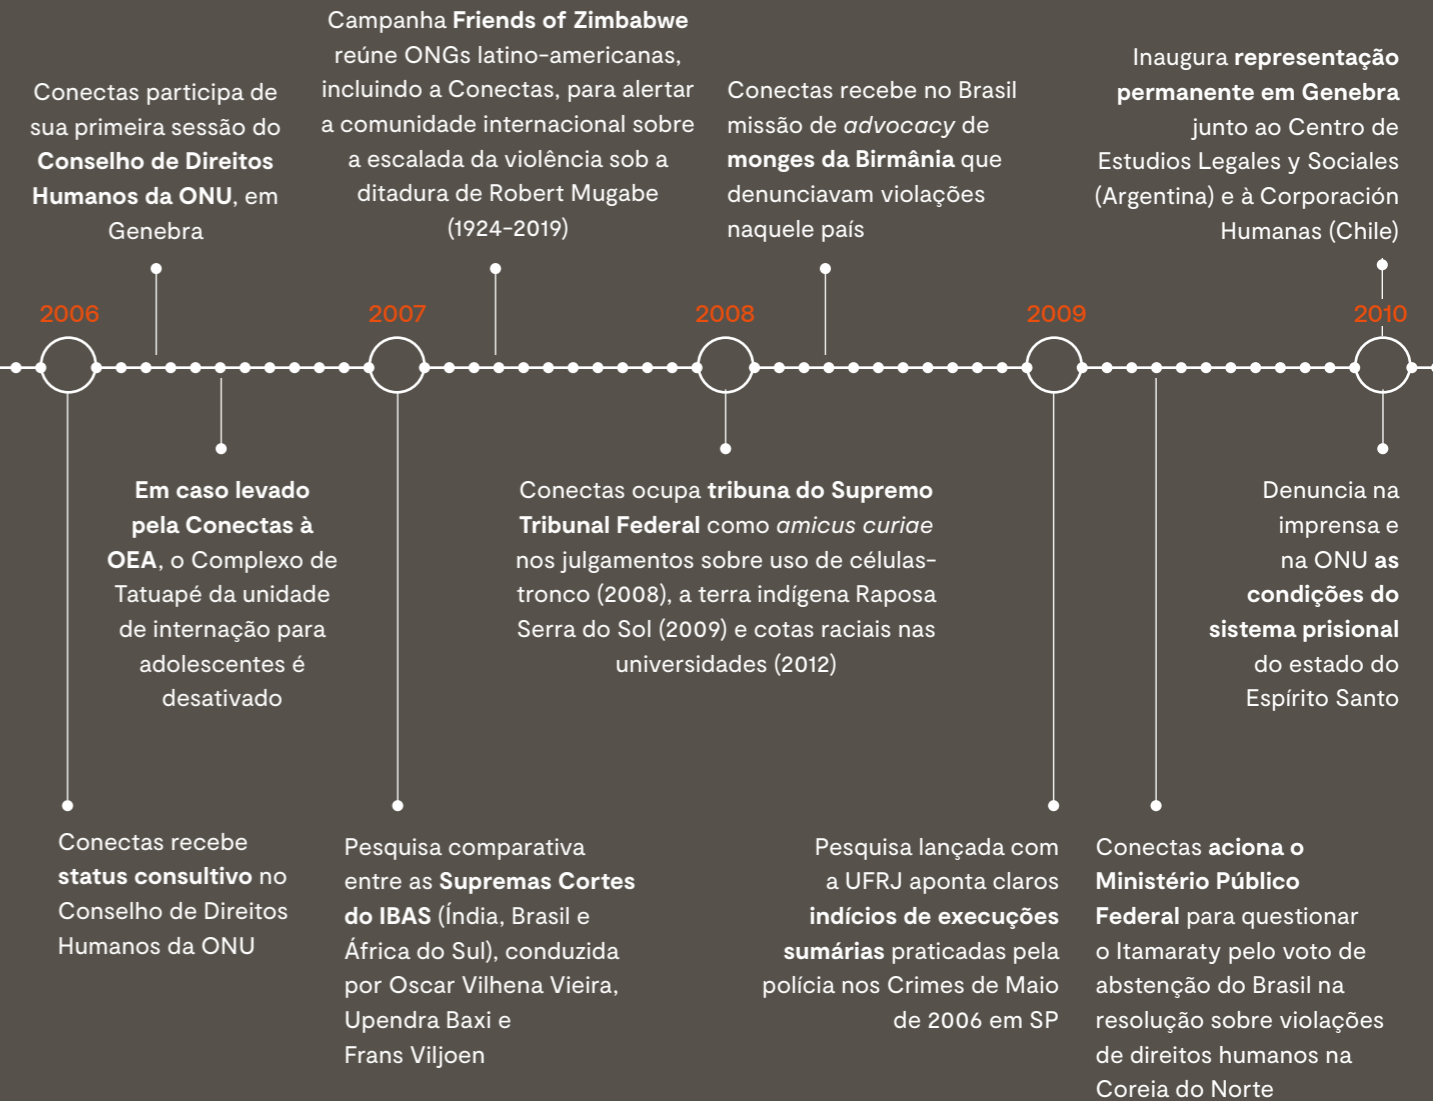 Conectas participa de
sua primeira sessão do
Conselho de Direitos
Humanos da ONU, em
Genebra
Campanha Friends of Zimbabwe
reúne ONGs latino-americanas,
incluindo a Conectas, para alertar
a comunidade internacional sobre
a escalada da violência sob a
ditadura de Robert Mugabe
(1924-2019)
Conectas recebe no Brasil
missão de advocacy de
monges da Birmânia que
denunciavam violações
naquele país
Inaugura representação
permanente em Genebra
junto ao Centro de
Estudios Legales y Sociales
(Argentina) e à Corporación
Humanas (Chile)
2006
2007
2008
2009
2010
Em caso levado
pela Conectas à
OEA, o Complexo de
Tatuapé da unidade
de internação para
adolescentes é
desativado
Conectas ocupa tribuna do Supremo
Tribunal Federal como amicus curiae
nos julgamentos sobre uso de células-
tronco (2008), a terra indígena Raposa
Serra do Sol (2009) e cotas raciais nas
universidades (2012)
Denuncia na
imprensa e
na ONU as
condições do
sistema prisional
do estado do
Espírito Santo
Conectas recebe
status consultivo no
Conselho de Direitos
Humanos da ONU
Pesquisa comparativa
entre as Supremas Cortes
do IBAS (Índia, Brasil e
África do Sul), conduzida
por Oscar Vilhena Vieira,
Upendra Baxi e
Frans Viljoen
Pesquisa lançada com
a UFRJ aponta claros
indícios de execuções
sumárias praticadas pela
polícia nos Crimes de Maio
de 2006 em SP
Conectas aciona o
Ministério Público
Federal para questionar
o Itamaraty pelo voto de
abstenção do Brasil na
resolução sobre violações
de direitos humanos na
Coreia do Norte